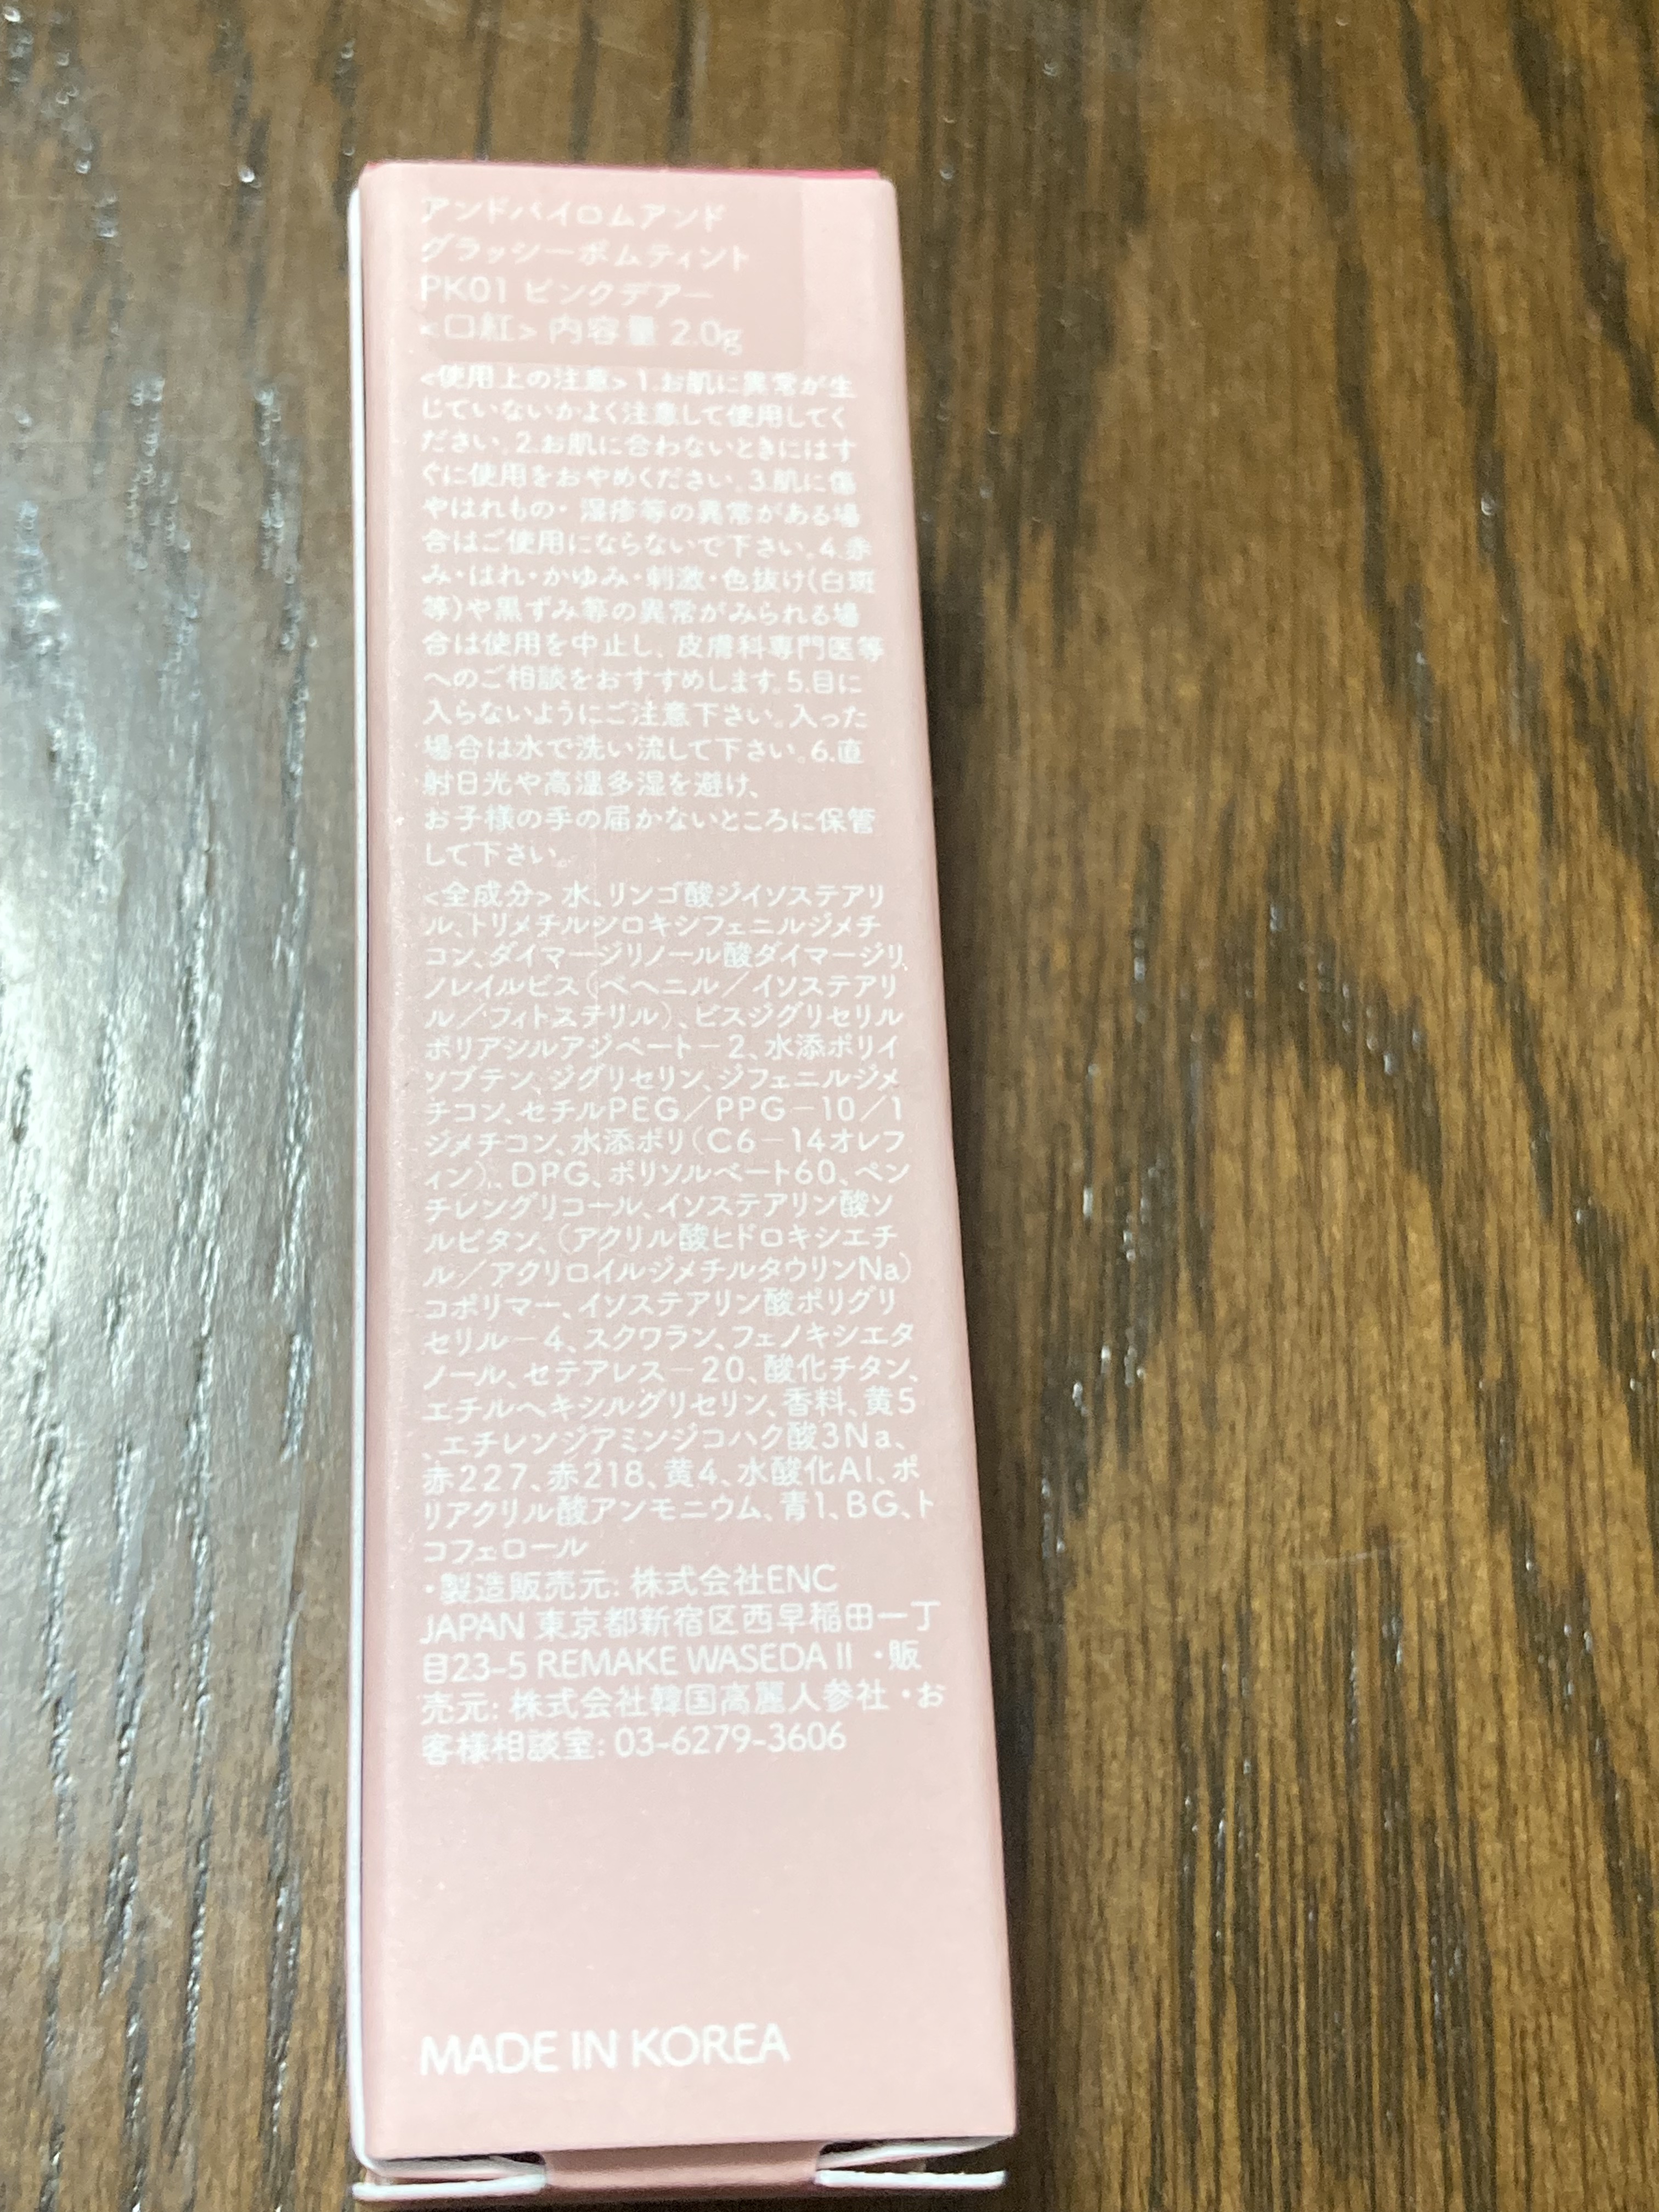 アンドバイロムアンド
グラッシーボムティント
PK01 ピンクデアー
<口紅> 内容量 2.0g
<使用上の注意> 1.お肌に異常が生
じていないかよく注意して使用してく
ださい。2.お肌に合わないときにはす
ぐに使用をおやめください。3.肌に傷
やはれもの・湿疹等の異常がある場
合はご使用にならないで下さい。4.赤
み・はれ・かゆみ・刺激・色抜け(白斑
等)や黒ずみ等の異常がみられる場
合は使用を中止し、皮膚科専門医等
へのご相談をおすすめします。5.目に
入らないようにご注意下さい。入った
場合は水で洗い流して下さい。6.直
射日光や高温多湿を避け、
お子様の手の届かないところに保管
して下さい。
<全成分> 水、リンゴ酸ジイソステアリ
ル、トリメチルシロキシフェニルジメチ
コン、ダイマージリノール酸ダイマージリ
ノレイルビス（ベヘニル／イソステアリ
ル／フィトステリル）、ビスジグリセリル
ポリアシルアジペート－2、水添ポリイ
ソブテン、ジグリセリン、ジフェニルジメ
チコン、セチルPEG／PPG－10／1
ジメチコン、水添ポリ（C6－14オレフ
ィン）、DPG、ポリソルベート60、ペン
チレングリコール、イソステアリン酸ソ
ルビタン、（アクリル酸ヒドロキシエチ
ル／アクリロイルジメチルタウリンNa）
コポリマー、イソステアリン酸ポリグリ
セリル－4、スクワラン、フェノキシエタ
ノール、セテアレス－20、酸化チタン、
エチルヘキシルグリセリン、香料、黄5
、エチレンジアミンジコハク酸3Na、
赤227、赤218、黄4、水酸化Al、ポ
リアクリル酸アンモニウム、青1、BG、ト
コフェロール
・製造販売元: 株式会社ENC
JAPAN 東京都新宿区西早稲田一丁
目23-5 REMAKE WASEDA II ・販
売元: 株式会社韓国高麗人参社・お
客様相談室: 03-6279-3606
MADE IN KOREA